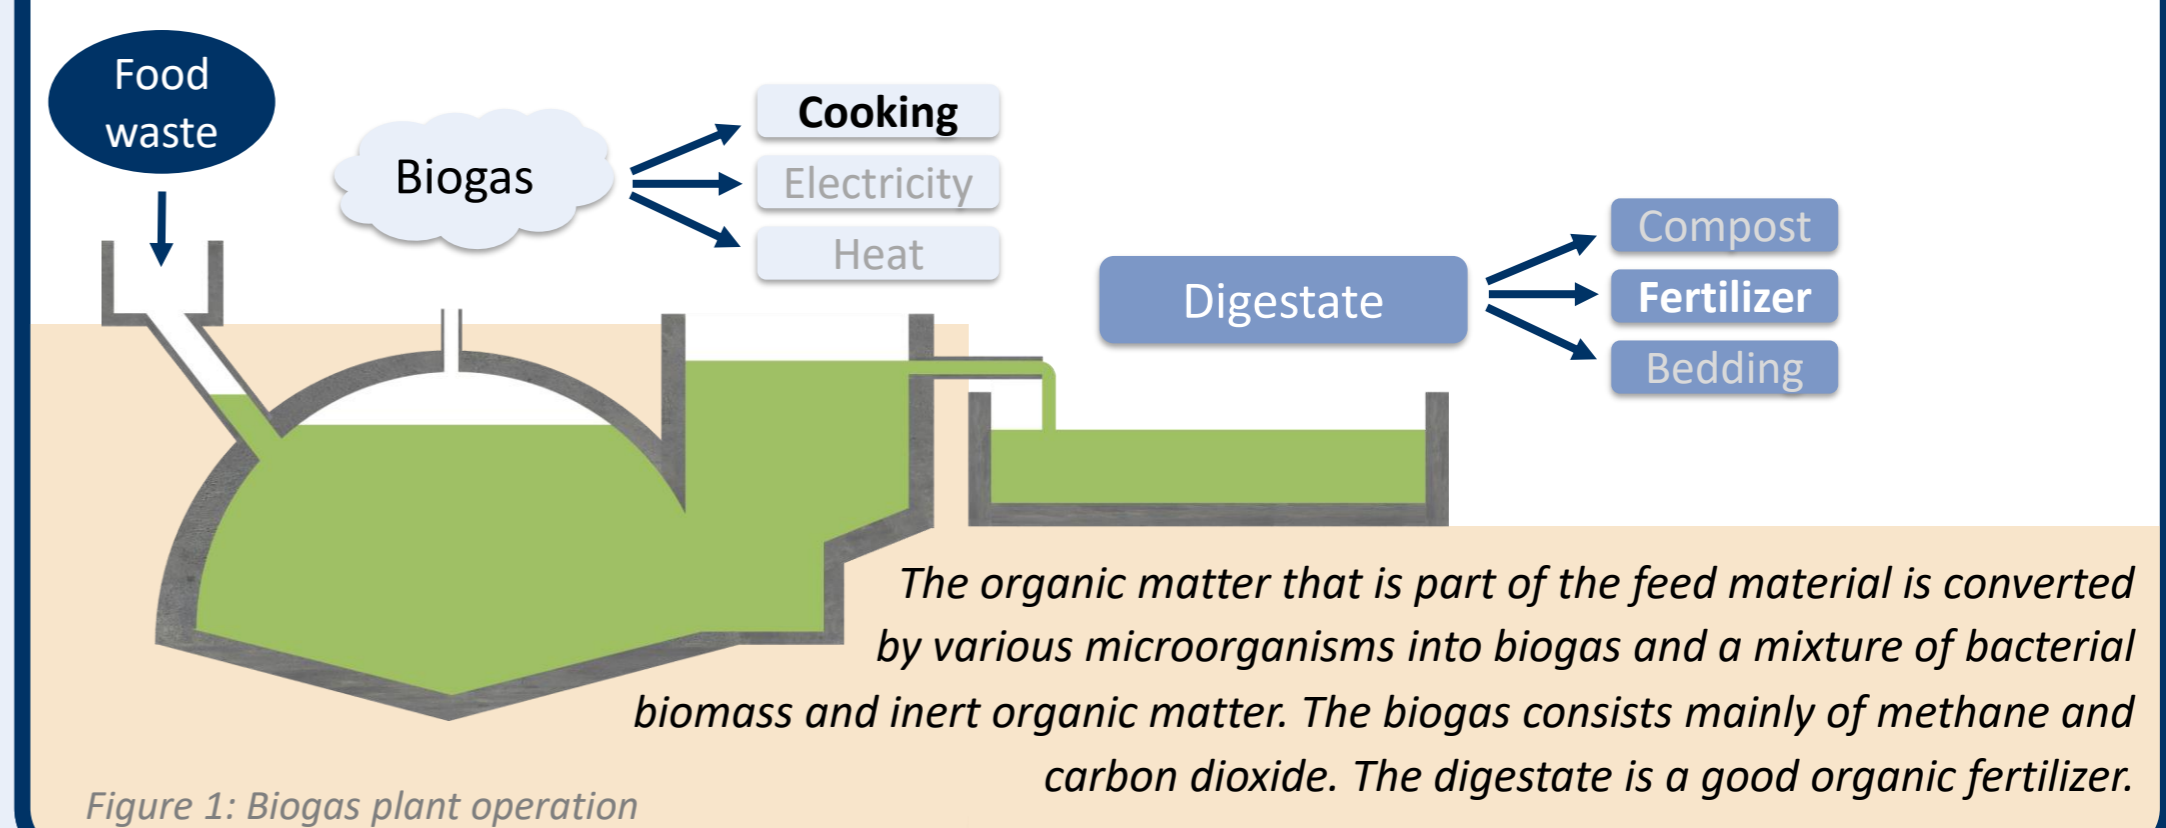 Food
waste
Biogas
Cooking
Electricity
Heat
Digestate
Compost
Fertilizer
Bedding
The organic matter that is part of the feed material is converted
by various microorganisms into biogas and a mixture of bacterial
biomass and inert organic matter. The biogas consists mainly of methane and
carbon dioxide. The digestate is a good organic fertilizer.
Figure 1: Biogas plant operation